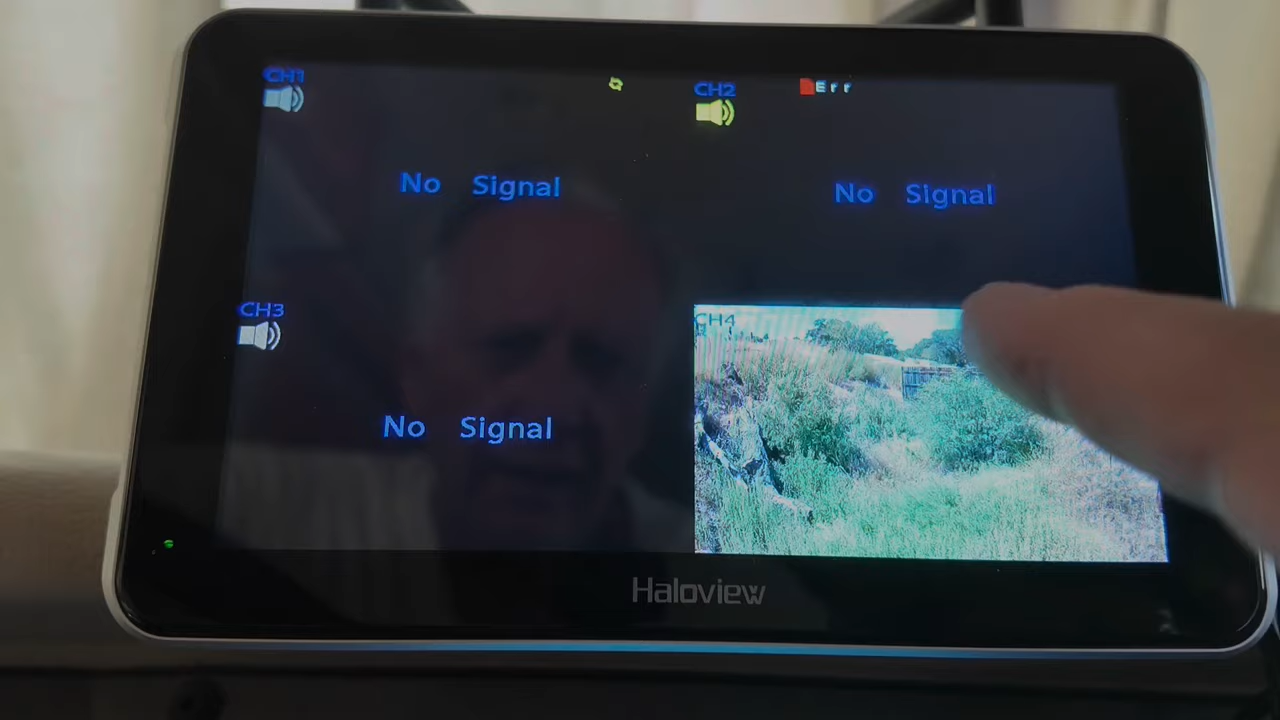 CH1
CH2
Err
No Signal
No Signal
CH3
CH4
No Signal
Haloview